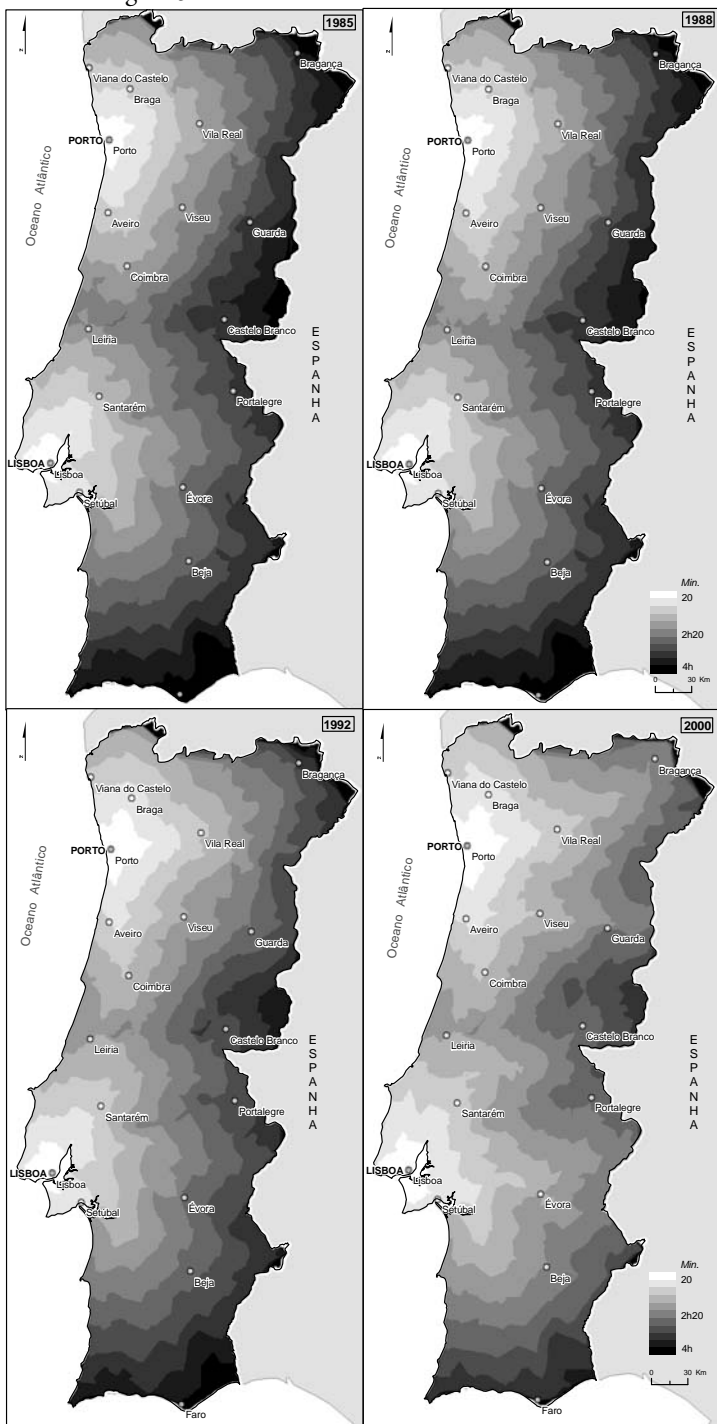 1985
z
Bragança
Viana do Castelo
Braga
Vila Real
PORTO
Porto
Oceano Atlântico
Aveiro
Viseu
Guarda
Coimbra
Castelo Branco
Leiria
ESPANHA
Santarém
Portalegre
LISBOA
Lisboa
Setúbal
Évora
Beja
1988
z
Bragança
Viana do Castelo
Braga
Vila Real
PORTO
Porto
Oceano Atlântico
Aveiro
Viseu
Guarda
Coimbra
Castelo Branco
Leiria
ESPANHA
Santarém
Portalegre
LISBOA
Lisboa
Setúbal
Évora
Beja
Min.
20
2h20
4h
0 30 Km
1992
z
Bragança
Viana do Castelo
Braga
Vila Real
PORTO
Porto
Oceano Atlântico
Aveiro
Viseu
Guarda
Coimbra
Castelo Branco
Leiria
ESPANHA
Santarém
Portalegre
LISBOA
Lisboa
Setúbal
Évora
Beja
Faro
2000
z
Bragança
Viana do Castelo
Braga
Vila Real
PORTO
Porto
Oceano Atlântico
Aveiro
Viseu
Guarda
Coimbra
Castelo Branco
Leiria
ESPANHA
Santarém
Portalegre
LISBOA
Lisboa
Setúbal
Évora
Beja
Min.
20
2h20
4h
0 30 Km
Faro